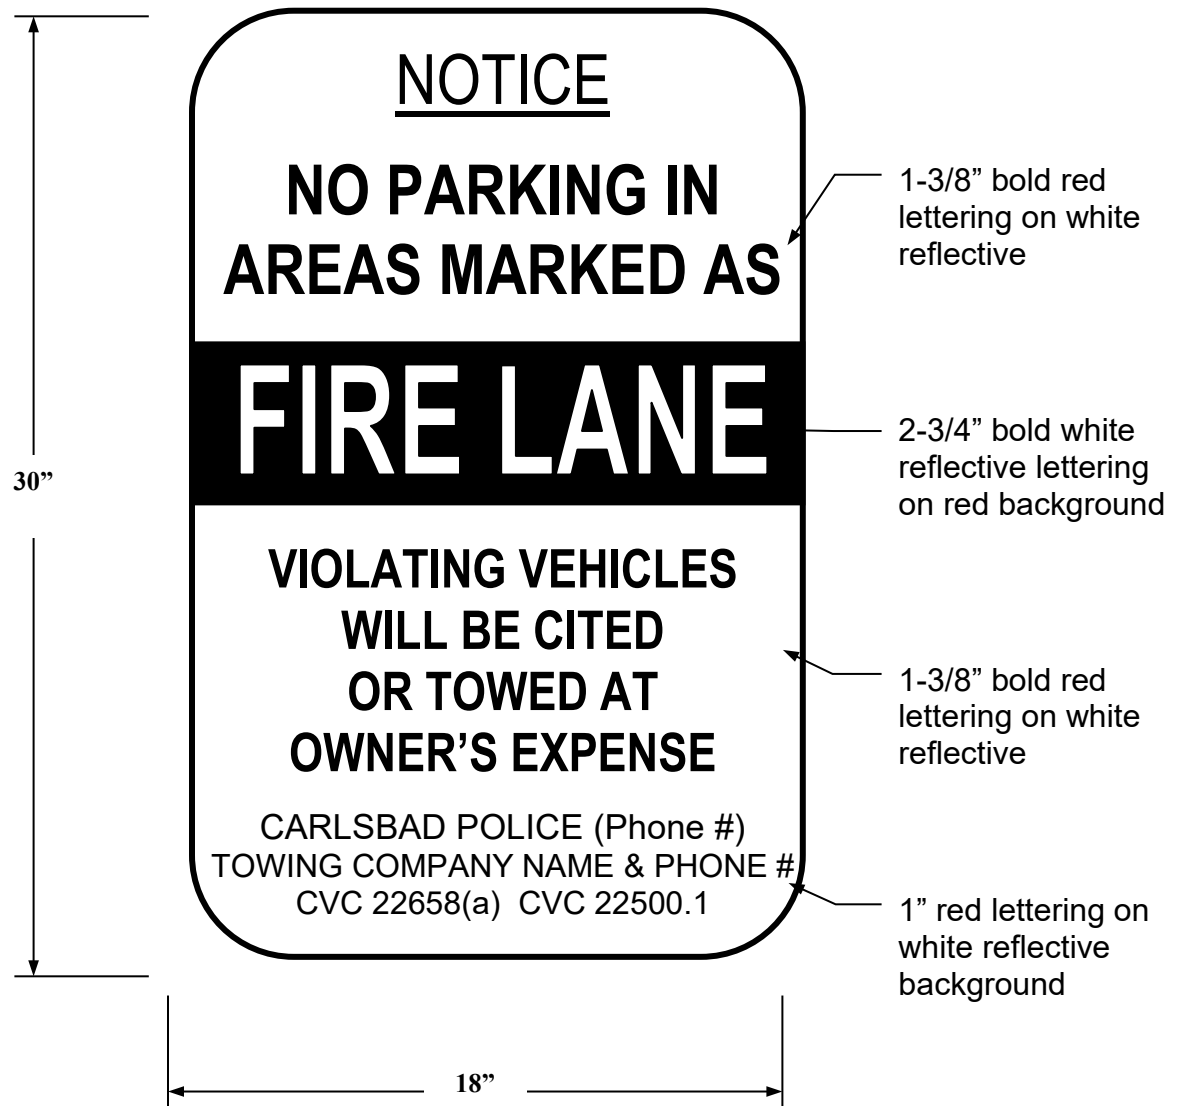 NOTICE
NO PARKING IN
AREAS MARKED AS
FIRE LANE
VIOLATING VEHICLES
WILL BE CITED
OR TOWED AT
OWNER’S EXPENSE
CARLSBAD POLICE (Phone #)
TOWING COMPANY NAME & PHONE #
CVC 22658(a)  CVC 22500.1
1-3/8” bold red
lettering on white
reflective
2-3/4” bold white
reflective lettering
on red background
1-3/8” bold red
lettering on white
reflective
1” red lettering on
white reflective
background
30”
18”